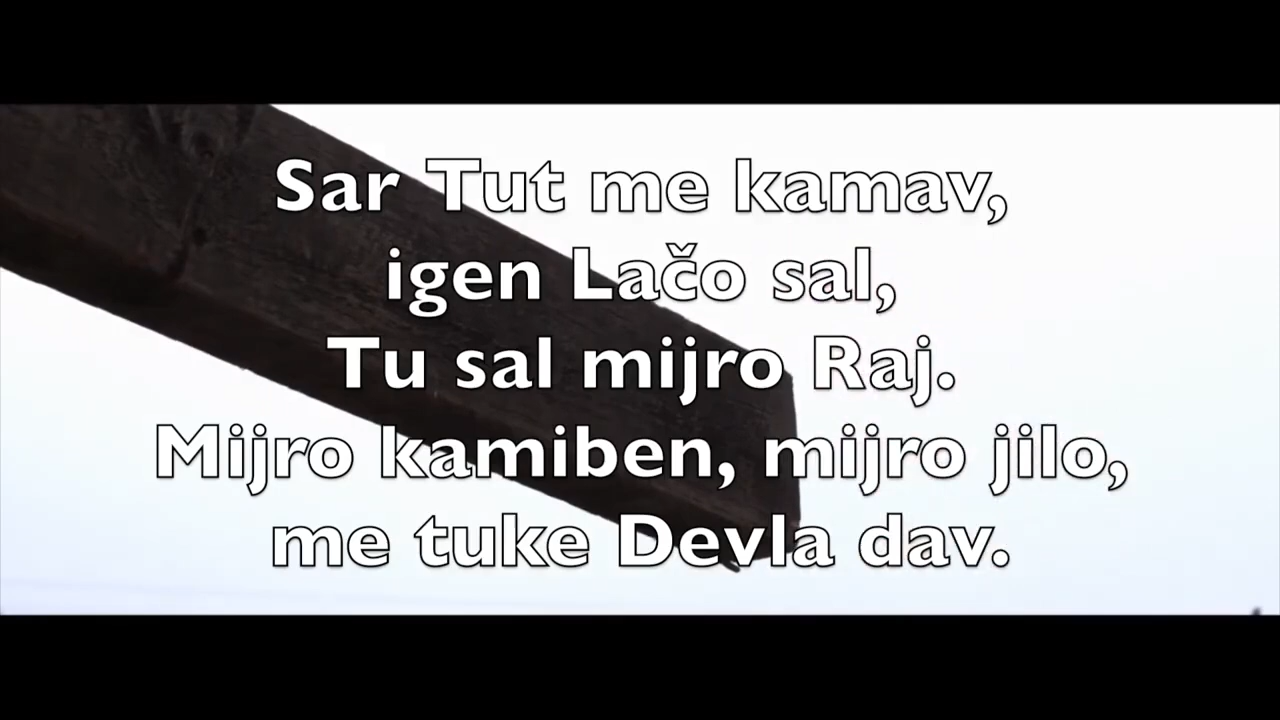 Sar Tut me kamav,
igen Lačo sal,
Tu sal mijro Raj.
Mijro kamiben, mijro jilo,
me tuke Devla dav.